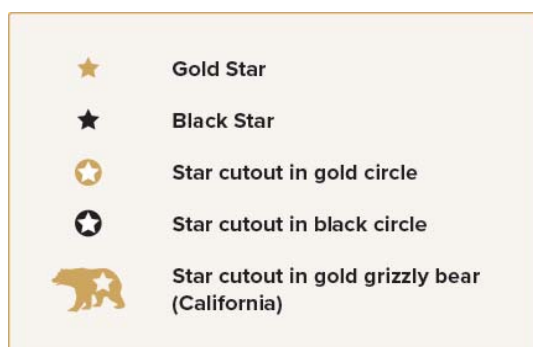 Gold Star
Black Star
Star cutout in gold circle
Star cutout in black circle
Star cutout in gold grizzly bear
(California)